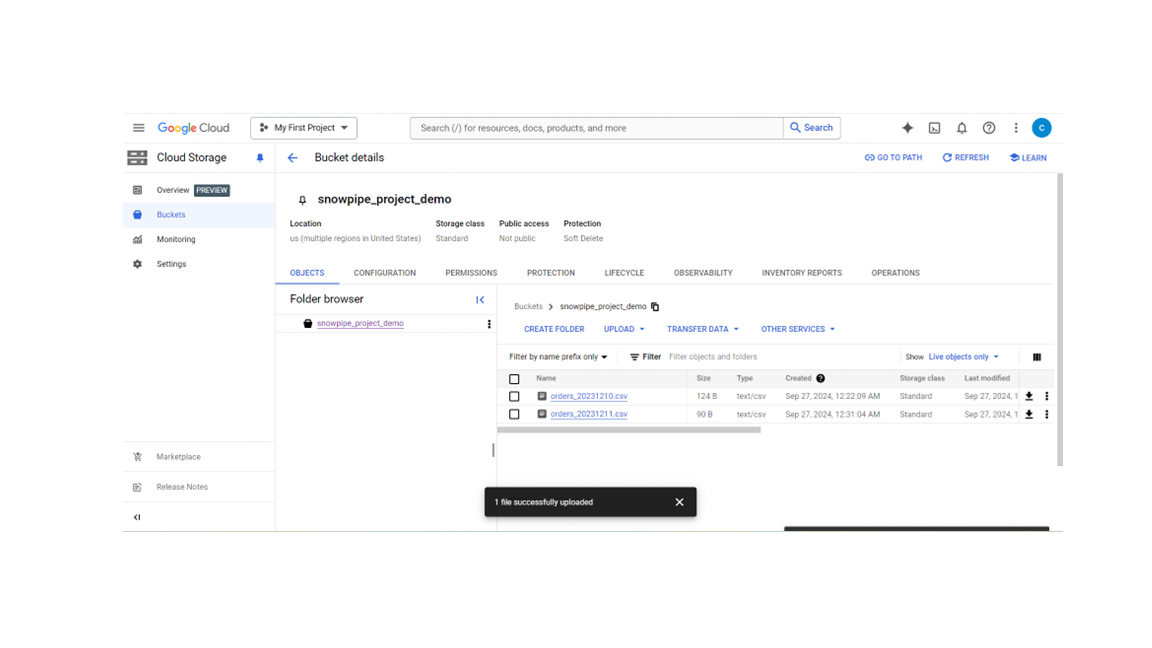 Google Cloud My First Project Search (/) for resources, docs, products, and more Search C
Cloud Storage Bucket details GO TO PATH REFRESH LEARN
Overview PREVIEW
Buckets
Monitoring
Settings
Marketplace
Release Notes
snowpipe_project_demo
Location Storage class Public access Protection
us (multiple regions in United States) Standard Not public Soft Delete
OBJECTS CONFIGURATION PERMISSIONS PROTECTION LIFECYCLE OBSERVABILITY INVENTORY REPORTS OPERATIONS
Folder browser
snowpipe_project_demo
Buckets > snowpipe_project_demo
CREATE FOLDER UPLOAD TRANSFER DATA OTHER SERVICES
Filter by name prefix only Filter Filter objects and folders Show Live objects only
Name Size Type Created Storage class Last modified
orders_20231210.csv 124 B text/csv Sep 27, 2024, 12:22:09 AM Standard Sep 27, 2024, 1
orders_20231211.csv 90 B text/csv Sep 27, 2024, 12:31:04 AM Standard Sep 27, 2024, 1
1 file successfully uploaded